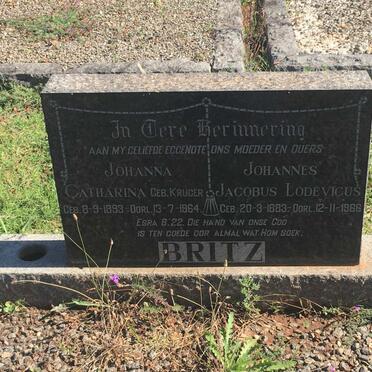 In Tere Herinnering
AAN MY GELIEFDE EGGENOTE, ONS MOEDER EN OUERS
JOHANNA JOHANNES
CATHARINA GEB. KRUGER JACOBUS LODEVICUS
GEB. 8-9-1893 - OORL. 13-7-1964 GEB. 20-3-1883 - OORL. 12-11-1966
ESRA 8.22. DIE HAND VAN ONSE GOD
IS TEN GOEDE OOR ALMAL WAT HOM SOEK.
BRITZ